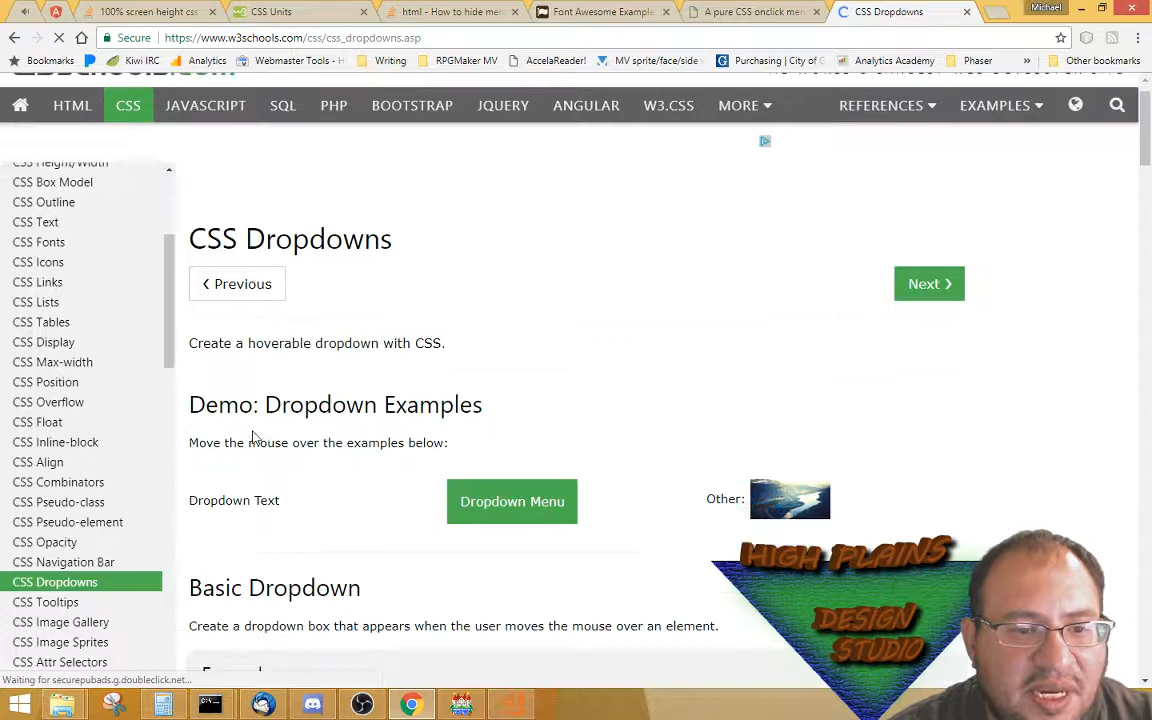 100% screen height css
CSS Units
html - How to hide me
Font Awesome Example
A pure CSS onclick me
CSS Dropdowns
Michael
Secure
https://www.w3schools.com/css/css_dropdowns.asp
Bookmarks
Kiwi IRC
Analytics
Webmaster Tools - H
Writing
RPGMaker MV
AccelaReader!
MV sprite/face/side
Purchasing | City of
Analytics Academy
Phaser
»
Other bookmarks
HTML
CSS
JAVASCRIPT
SQL
PHP
BOOTSTRAP
JQUERY
ANGULAR
W3.CSS
MORE
REFERENCES
EXAMPLES
CSS Height/Width
CSS Box Model
CSS Outline
CSS Text
CSS Fonts
CSS Icons
CSS Links
CSS Lists
CSS Tables
CSS Display
CSS Max-width
CSS Position
CSS Overflow
CSS Float
CSS Inline-block
CSS Align
CSS Combinators
CSS Pseudo-class
CSS Pseudo-element
CSS Opacity
CSS Navigation Bar
CSS Dropdowns
CSS Tooltips
CSS Image Gallery
CSS Image Sprites
CSS Attr Selectors
CSS Dropdowns
❮ Previous
Next ❯
Create a hoverable dropdown with CSS.
Demo: Dropdown Examples
Move the mouse over the examples below:
Dropdown Text
Dropdown Menu
Other:
Basic Dropdown
Create a dropdown box that appears when the user moves the mouse over an element.
HIGH PLAINS
DESIGN
STUDIO
Waiting for securepubads.g.doubleclick.net...